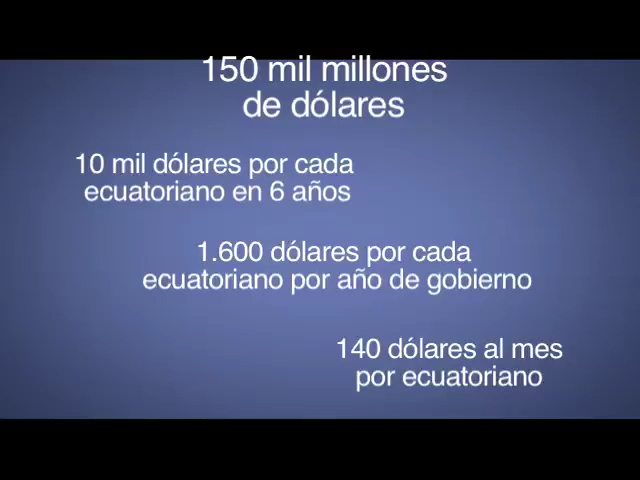 150 mil millones
de dólares
10 mil dólares por cada
ecuatoriano en 6 años
1.600 dólares por cada
ecuatoriano por año de gobierno
140 dólares al mes
por ecuatoriano